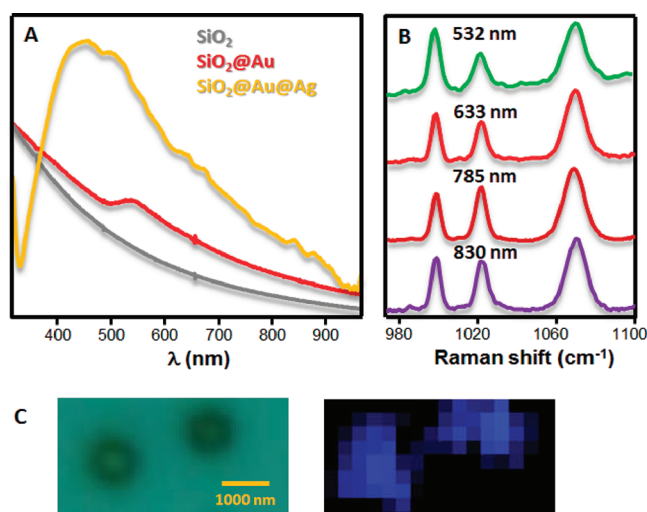 A
SiO2
SiO2@Au
SiO2@Au@Ag
400 500 600 700 800 900
λ (nm)
B
532 nm
633 nm
785 nm
830 nm
980 1020 1060 1100
Raman shift (cm-1)
C
1000 nm